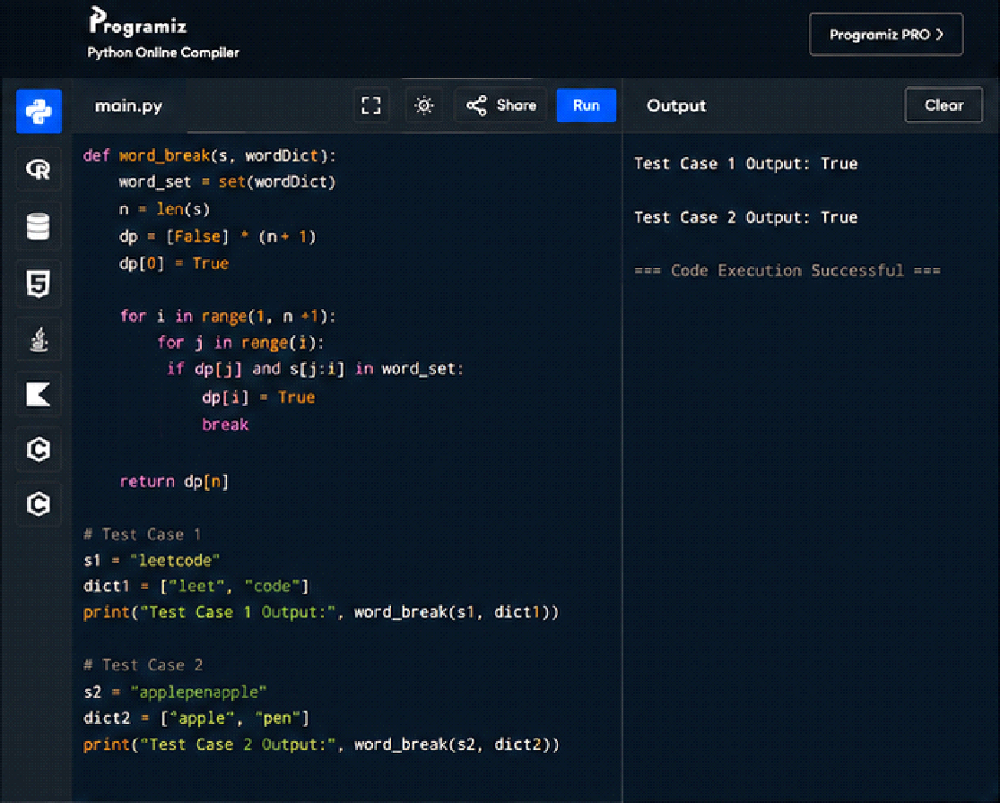 Programiz
Python Online Compiler
Programiz PRO >
main.py
Share
Run
Output
Clear
def word_break(s, wordDict):
    word_set = set(wordDict)
    n = len(s)
    dp = [False] * (n+ 1)
    dp[0] = True

    for i in range(1, n +1):
        for j in range(i):
         if dp[j] and s[j:i] in word_set:
             dp[i] = True
             break

    return dp[n]

# Test Case 1
s1 = "leetcode"
dict1 = ["leet", "code"]
print("Test Case 1 Output:", word_break(s1, dict1))

# Test Case 2
s2 = "applepenapple"
dict2 = ["apple", "pen"]
print("Test Case 2 Output:", word_break(s2, dict2))
Test Case 1 Output: True
Test Case 2 Output: True
=== Code Execution Successful ===